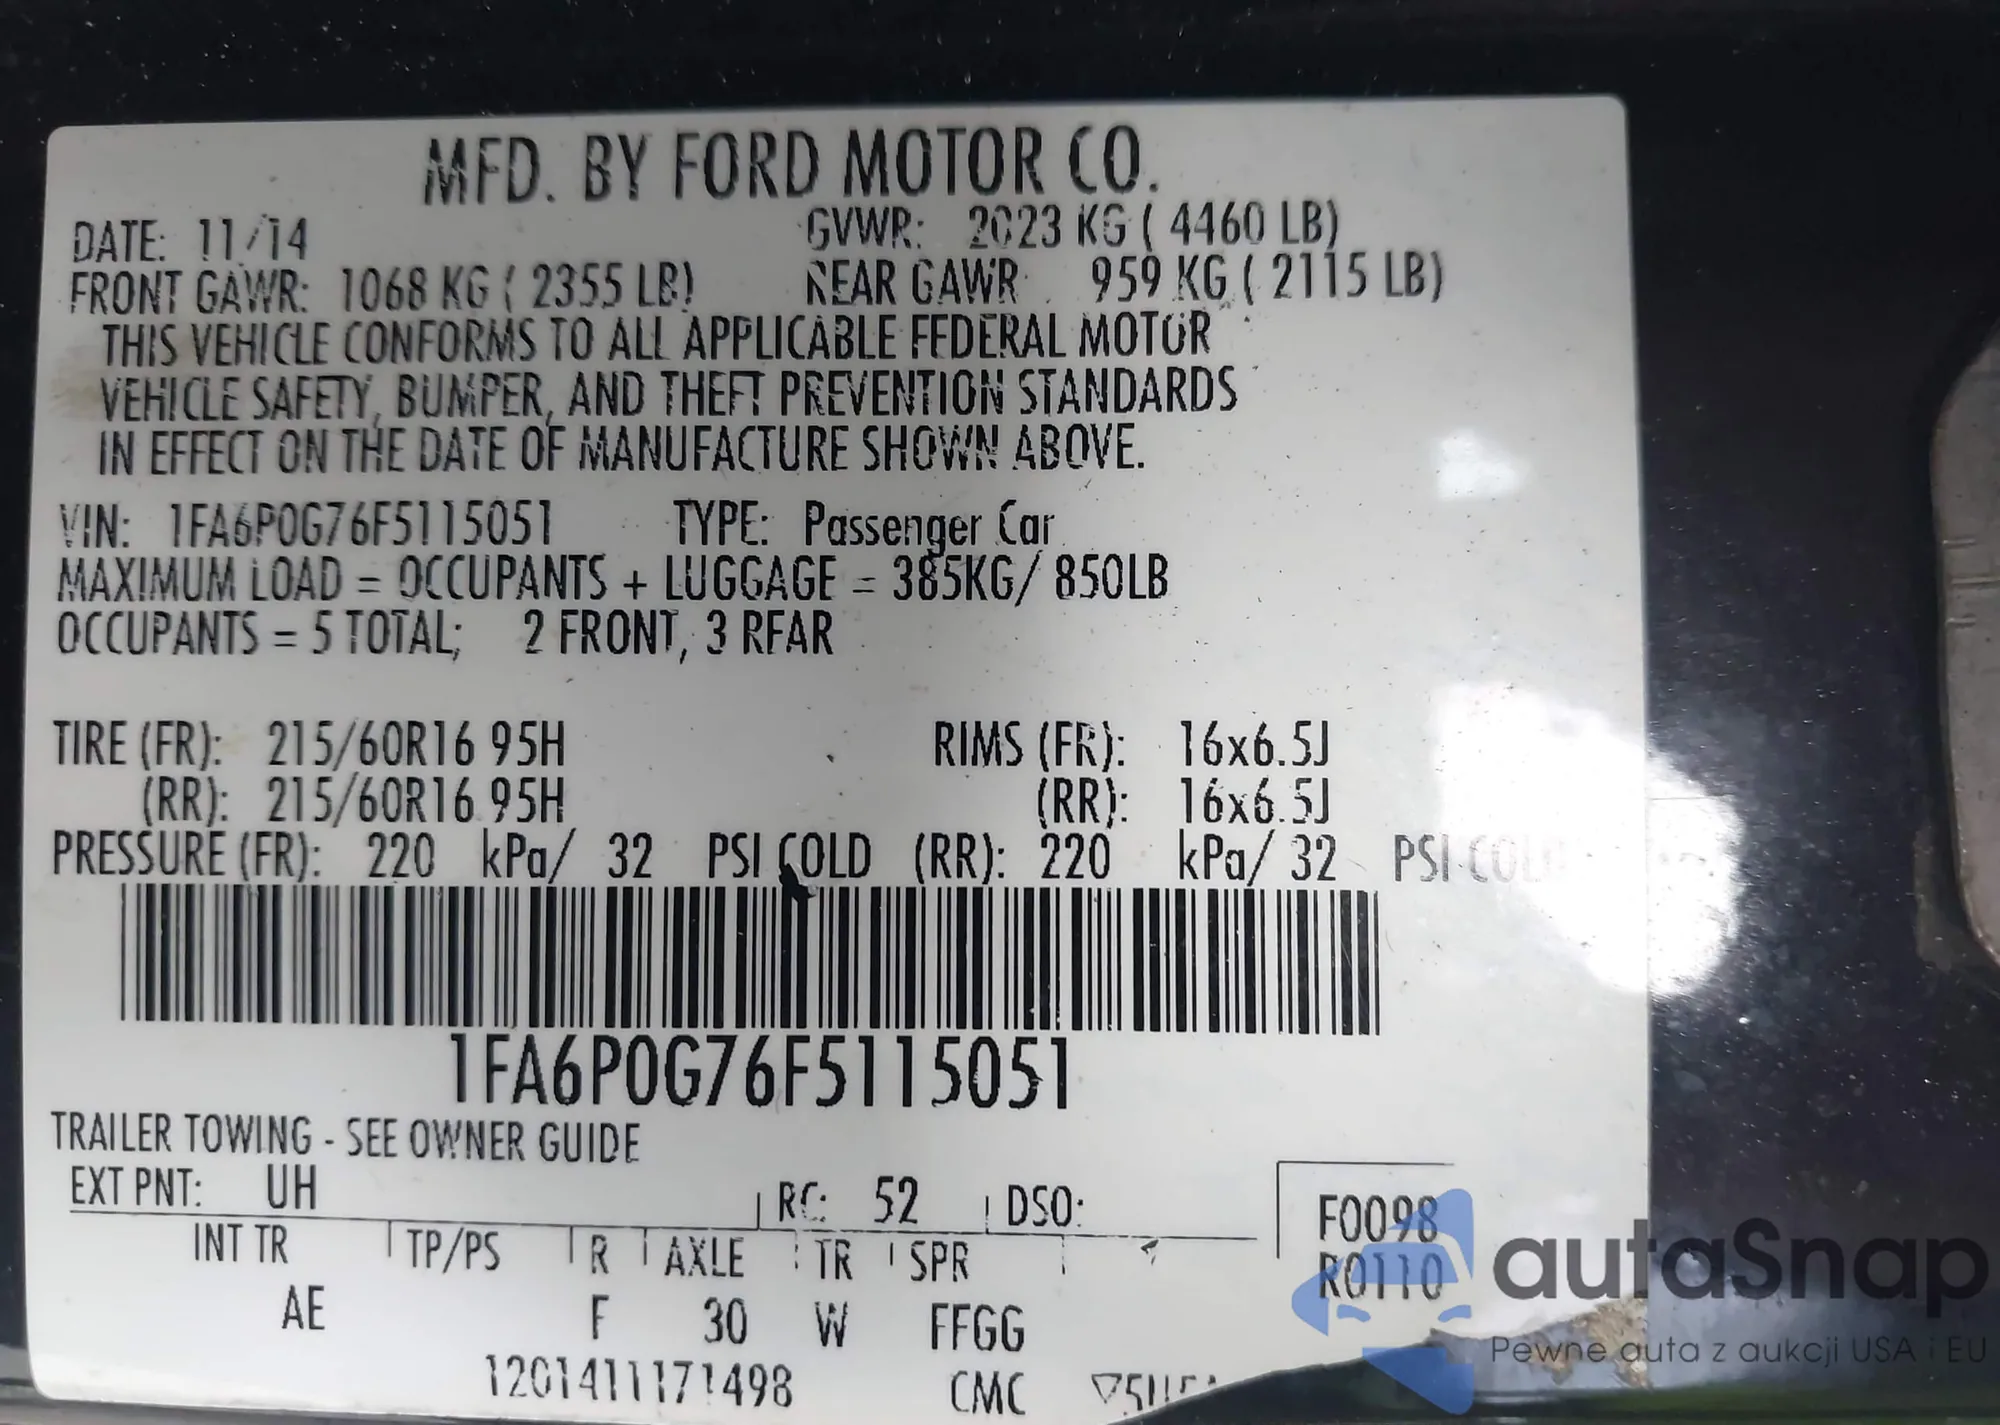 MFD. BY FORD MOTOR CO.
DATE: 11/14 GVWR: 2023 KG ( 4460 LB)
FRONT GAWR: 1068 KG ( 2355 LB) REAR GAWR: 959 KG ( 2115 LB)
THIS VEHICLE CONFORMS TO ALL APPLICABLE FEDERAL MOTOR
VEHICLE SAFETY, BUMPER, AND THEFT PREVENTION STANDARDS
IN EFFECT ON THE DATE OF MANUFACTURE SHOWN ABOVE.
VIN: 1FA6P0G76F5115051 TYPE: Passenger Car
MAXIMUM LOAD = OCCUPANTS + LUGGAGE = 385KG/ 850LB
OCCUPANTS = 5 TOTAL; 2 FRONT, 3 REAR
TIRE (FR): 215/60R16 95H RIMS (FR): 16x6.5J
(RR): 215/60R16 95H (RR): 16x6.5J
PRESSURE (FR): 220 kPa/ 32 PSI COLD (RR): 220 kPa/ 32 PSI COLD
1FA6P0G76F5115051
TRAILER TOWING - SEE OWNER GUIDE
EXT PNT: UH RC: 52 DSO:
F0098
R0110
INT TR TP/PS R AXLE TR SPR
AE F 30 W FFGG
1201411171498 CMC
autaSnap
Pewne auta z aukcji USA i EU